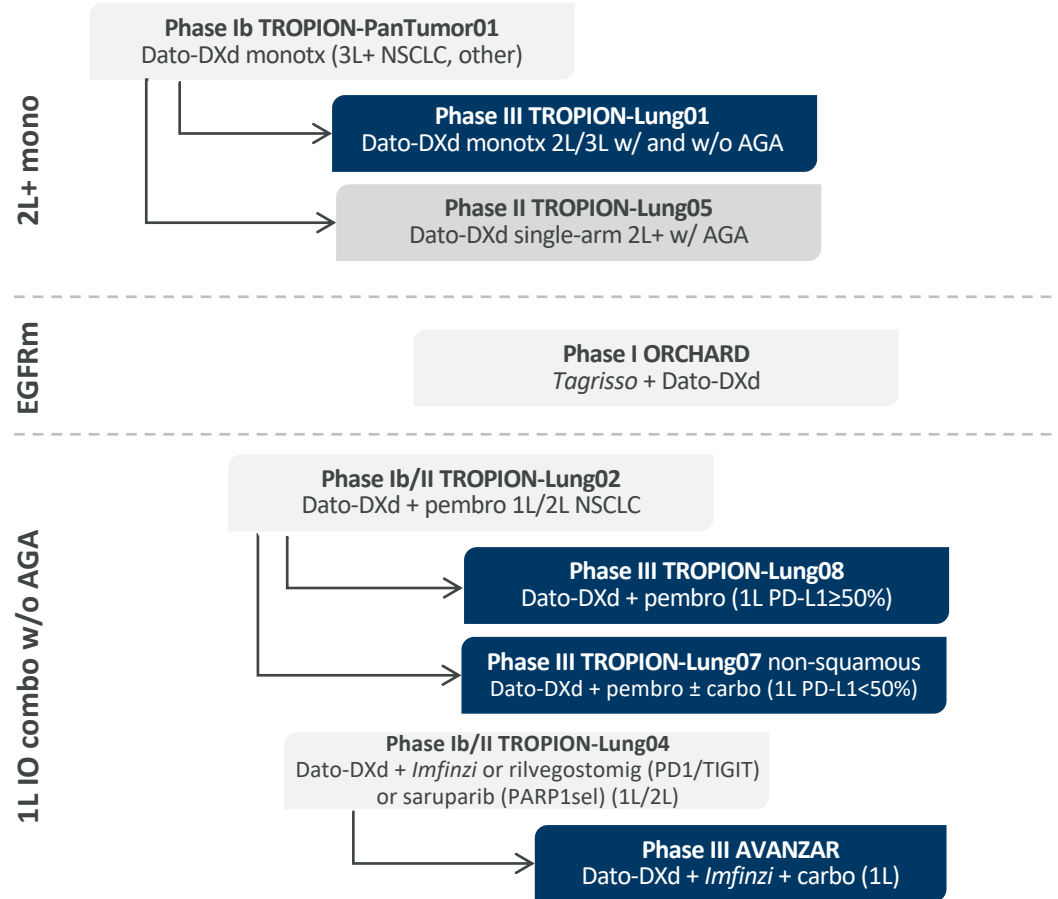 2L+ mono
Phase Ib TROPION-PanTumor01
Dato-DXd monotx (3L+ NSCLC, other)
Phase III TROPION-Lung01
Dato-DXd monotx 2L/3L w/ and w/o AGA
Phase II TROPION-Lung05
Dato-DXd single-arm 2L+ w/ AGA
EGFRm
Phase I ORCHARD
Tagrisso + Dato-DXd
1L IO combo w/o AGA
Phase Ib/II TROPION-Lung02
Dato-DXd + pembro 1L/2L NSCLC
Phase III TROPION-Lung08
Dato-DXd + pembro (1L PD-L1≥50%)
Phase III TROPION-Lung07 non-squamous
Dato-DXd + pembro ± carbo (1L PD-L1<50%)
Phase Ib/II TROPION-Lung04
Dato-DXd + Imfinzi or rilvegostomig (PD1/TIGIT)
or saruparib (PARP1sel) (1L/2L)
Phase III AVANZAR
Dato-DXd + Imfinzi + carbo (1L)